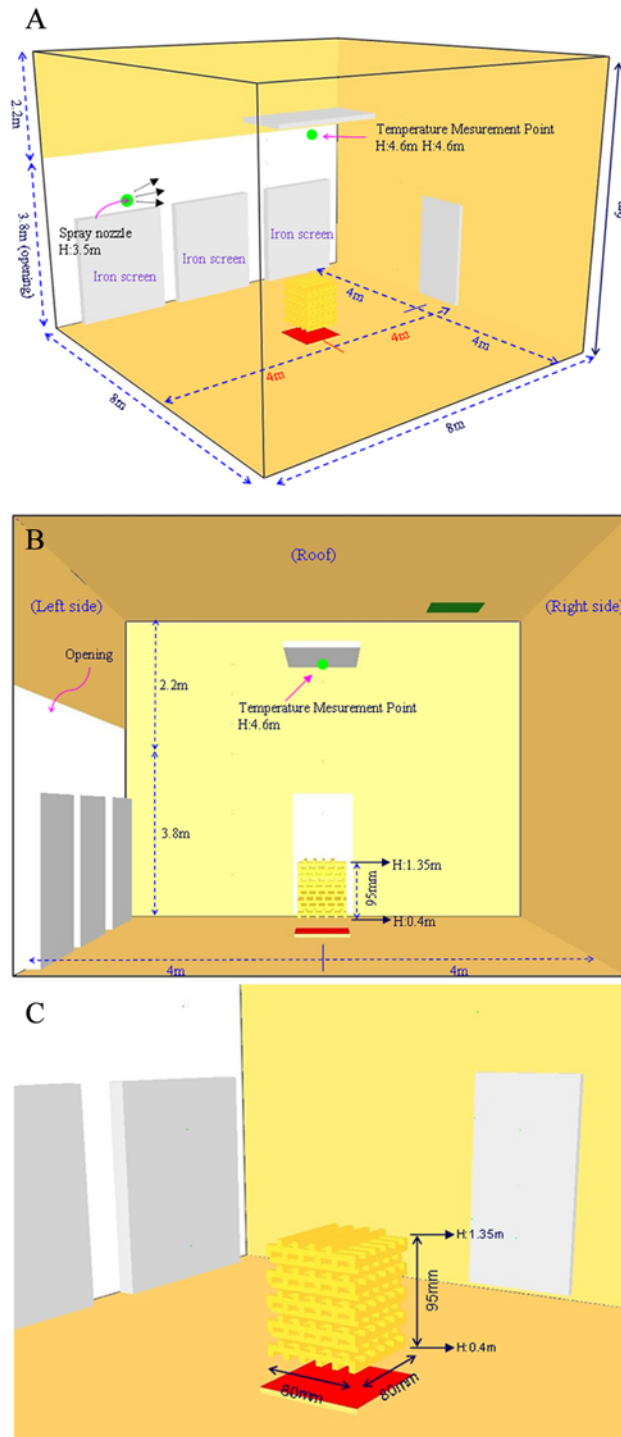 A
2.2m
Temperature Mesurement Point
H:4.6m H:4.6m
3.8m (opening)
Spray nozzle
H:3.5m
Iron screen
Iron screen
Iron screen
4m
4m
4m
4m
8m
8m
B
(Roof)
(Left side)
(Right side)
Opening
2.2m
Temperature Mesurement Point
H:4.6m
3.8m
H:1.35m
95mm
H:0.4m
4m
4m
C
H:1.35m
95mm
H:0.4m
80mm
80mm